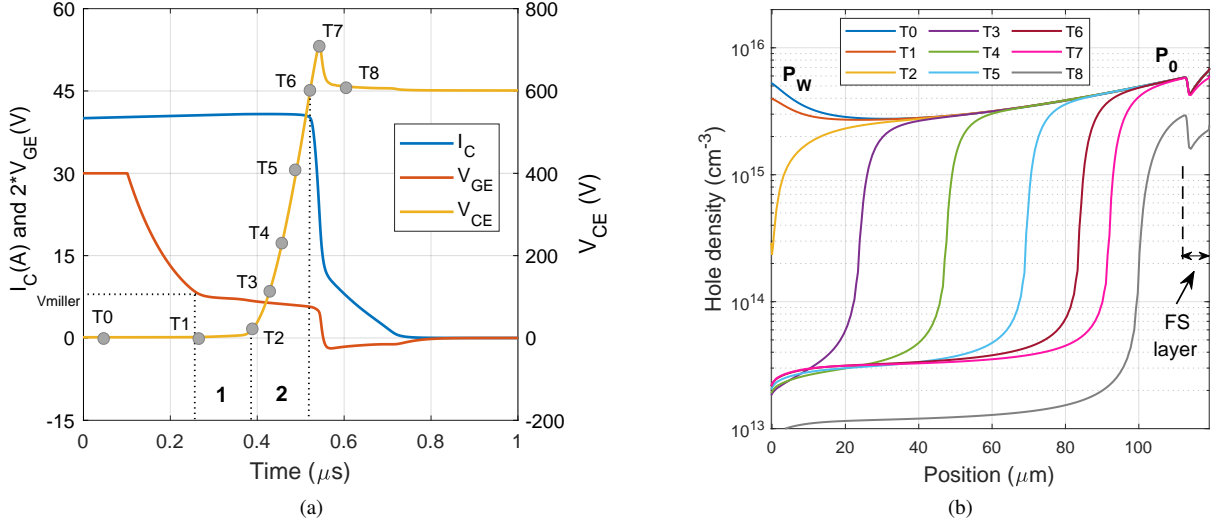 60
45
30
15
0
-15
I_C(A) and 2*V_GE(V)
Vmiller
800
600
400
200
0
-200
V_CE (V)
T0
T1
T2
T3
T4
T5
T6
T7
T8
I_C
V_GE
V_CE
1
2
0 0.2 0.4 0.6 0.8 1
Time (μs)
(a)
10^16
10^15
10^14
10^13
Hole density (cm^-3)
T0 T3 T6
T1 T4 T7
T2 T5 T8
P_W
P_0
FS
layer
0 20 40 60 80 100
Position (μm)
(b)